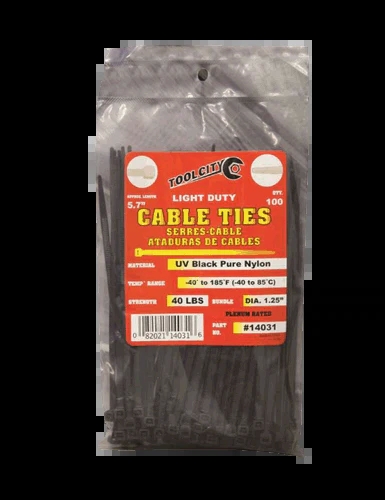 TOOLCITY
APPROX. LENGTH
5.7"
LIGHT DUTY
QTY.
100
CABLE TIES
SERRES-CABLE
ATADURAS DE CABLES
MATERIAL UV Black Pure Nylon
TEMP° RANGE -40° to 185°F (-40 to 85°C)
STRENGTH 40 LBS BUNDLE DIA. 1.25"
PLENUM RATED
PART NO. #14031
0 82021 14031 6